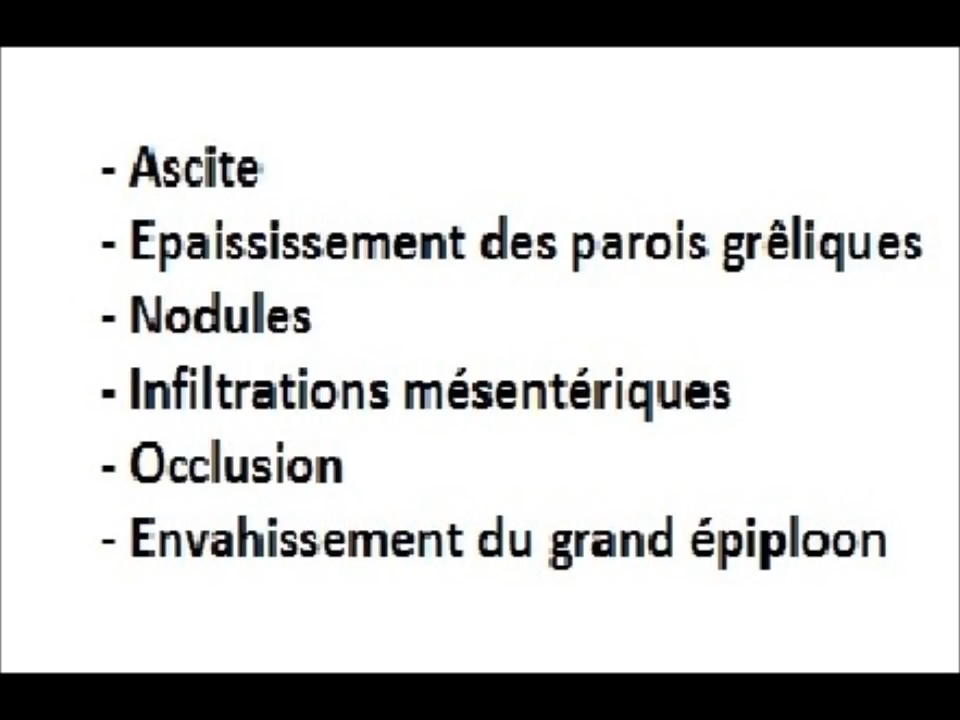 - Ascite
- Epaississement des parois grêliques
- Nodules
- Infiltrations mésentériques
- Occlusion
- Envahissement du grand épiploon